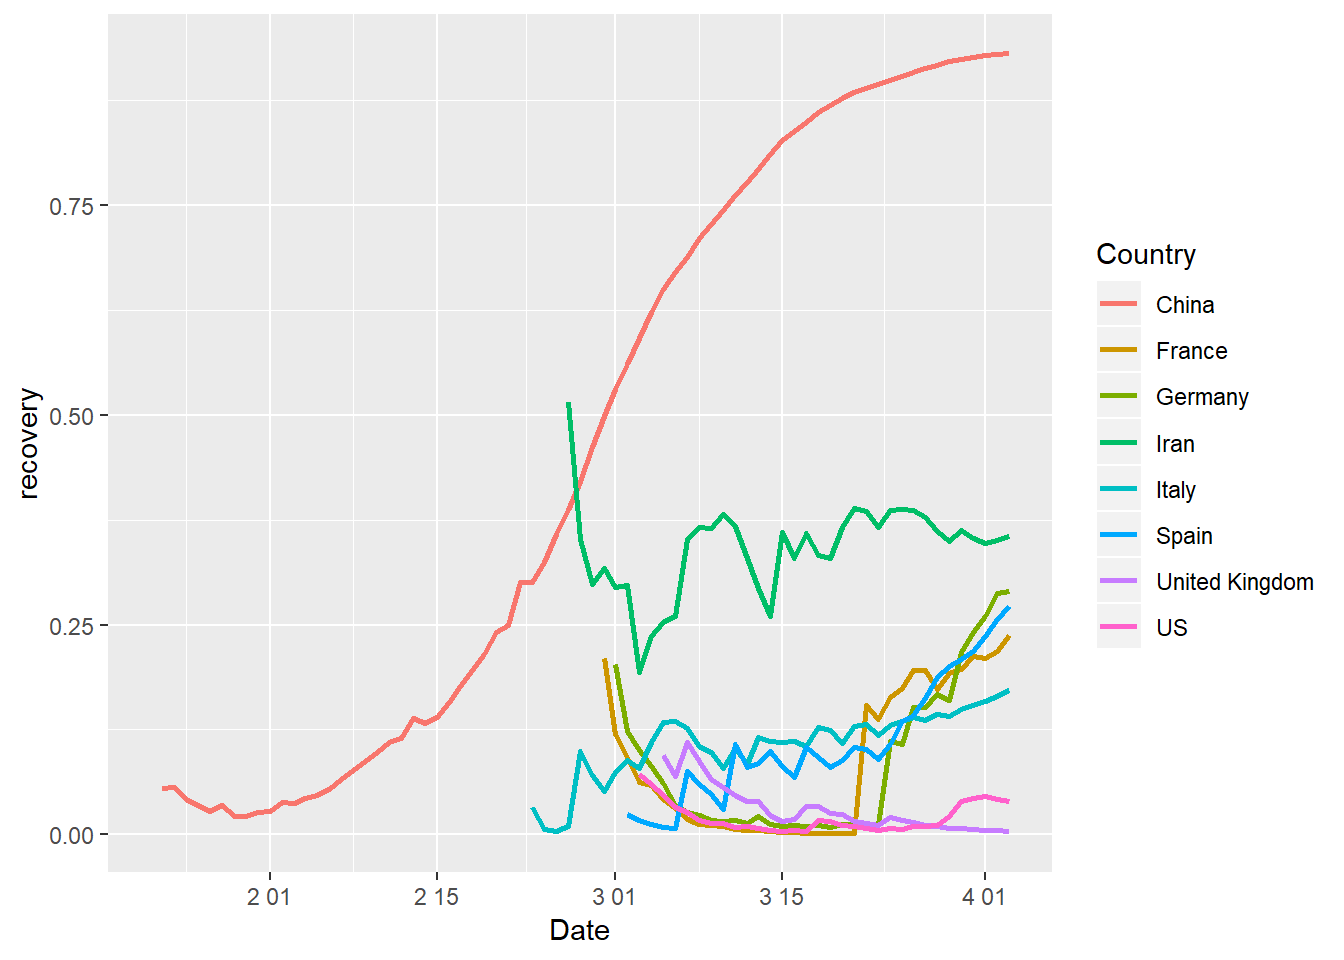 0.75
0.50
0.25
0.00
recovery
2 01
2 15
3 01
3 15
4 01
Date
Country
China
France
Germany
Iran
Italy
Spain
United Kingdom
US